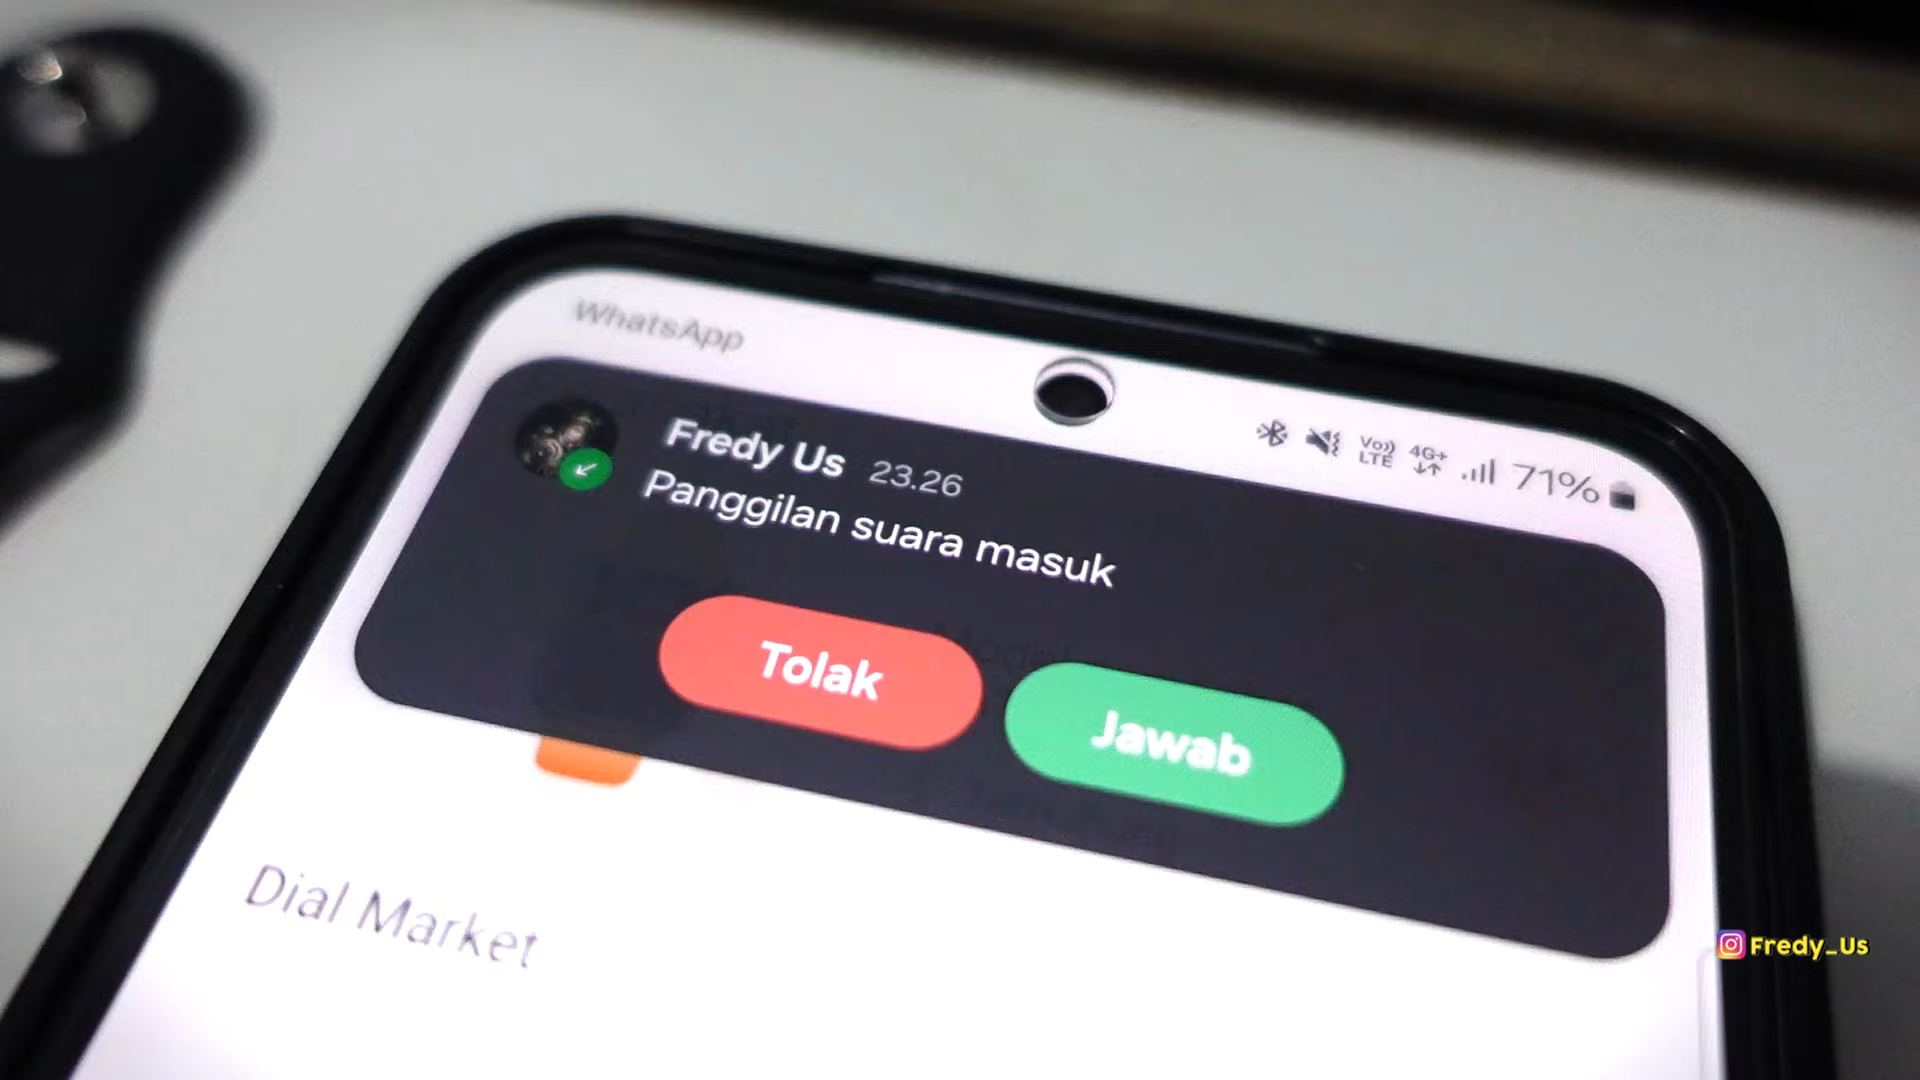 WhatsApp
Fredy Us 23.26
Panggilan suara masuk
Vo)) LTE 4G+ 71%
Tolak
Jawab
Dial Market
Fredy_Us